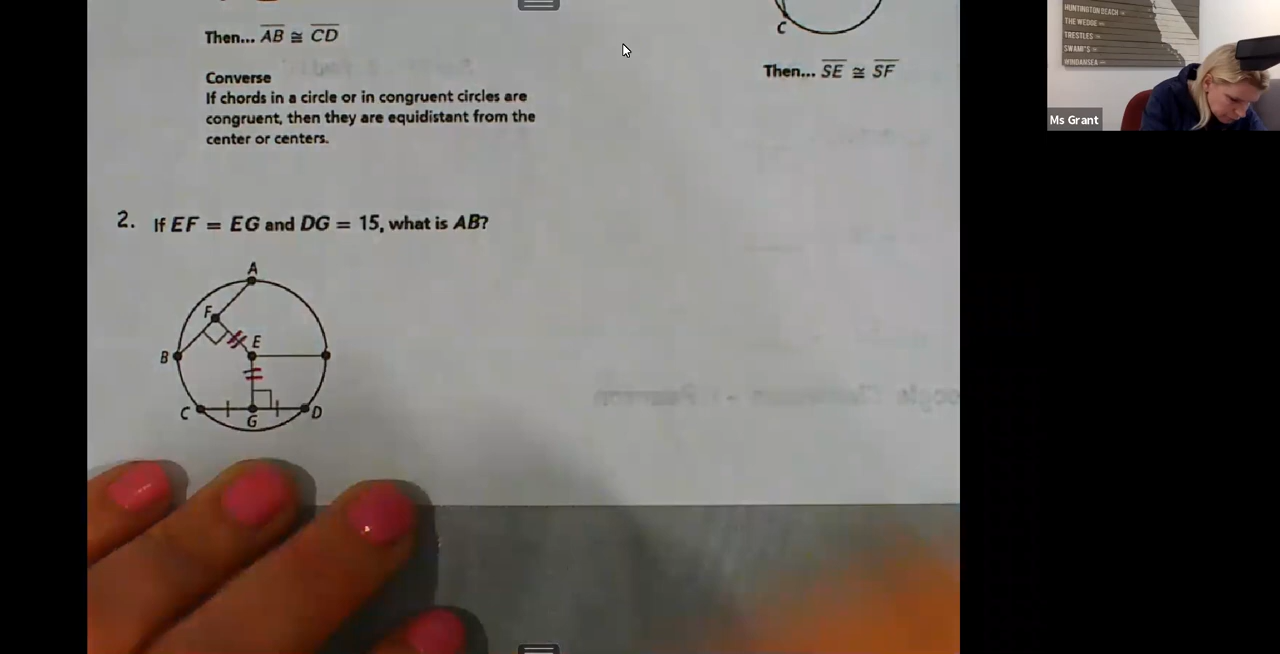 Then... AB ≅ CD
Converse
If chords in a circle or in congruent circles are
congruent, then they are equidistant from the
center or centers.
C
Then... SE ≅ SF
2. If EF = EG and DG = 15, what is AB?
A
F
E
B
C
G
D
HUNTINGTON BEACH
THE WEDGE
TRESTLES
SWAMI'S
WINDANSEA
Ms Grant